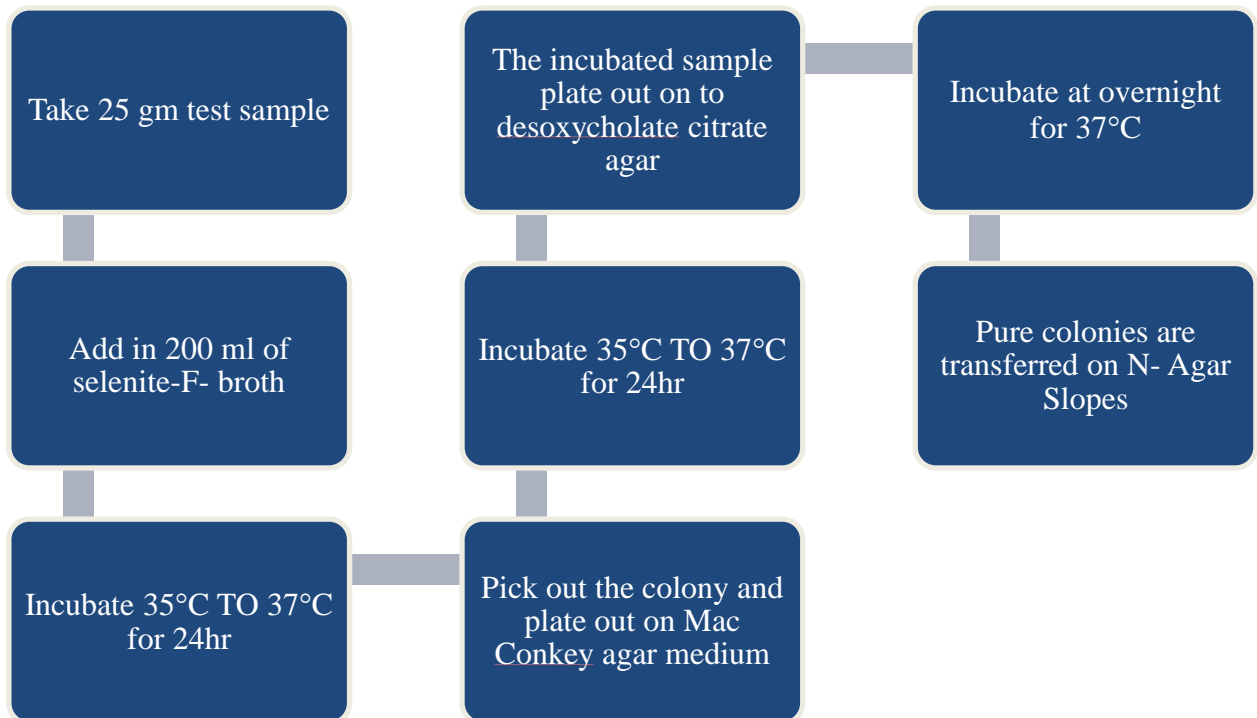 Take 25 gm test sample
Add in 200 ml of
selenite-F- broth
Incubate 35°C TO 37°C
for 24hr
Pick out the colony and
plate out on Mac
Conkey agar medium
Incubate 35°C TO 37°C
for 24hr
The incubated sample
plate out on to
desoxycholate citrate
agar
Incubate at overnight
for 37°C
Pure colonies are
transferred on N- Agar
Slopes